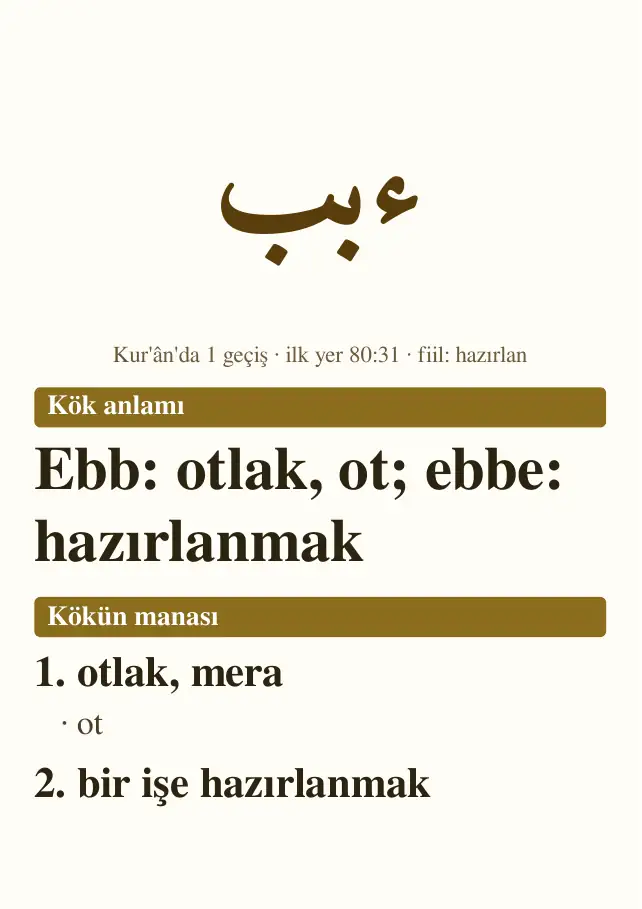 ءبب
Kur'ân'da 1 geçiş · ilk yer 80:31 · fiil: hazırlan
Kök anlamı
Ebb: otlak, ot; ebbe:
hazırlanmak
Kökün manası
1. otlak, mera
· ot
2. bir işe hazırlanmak